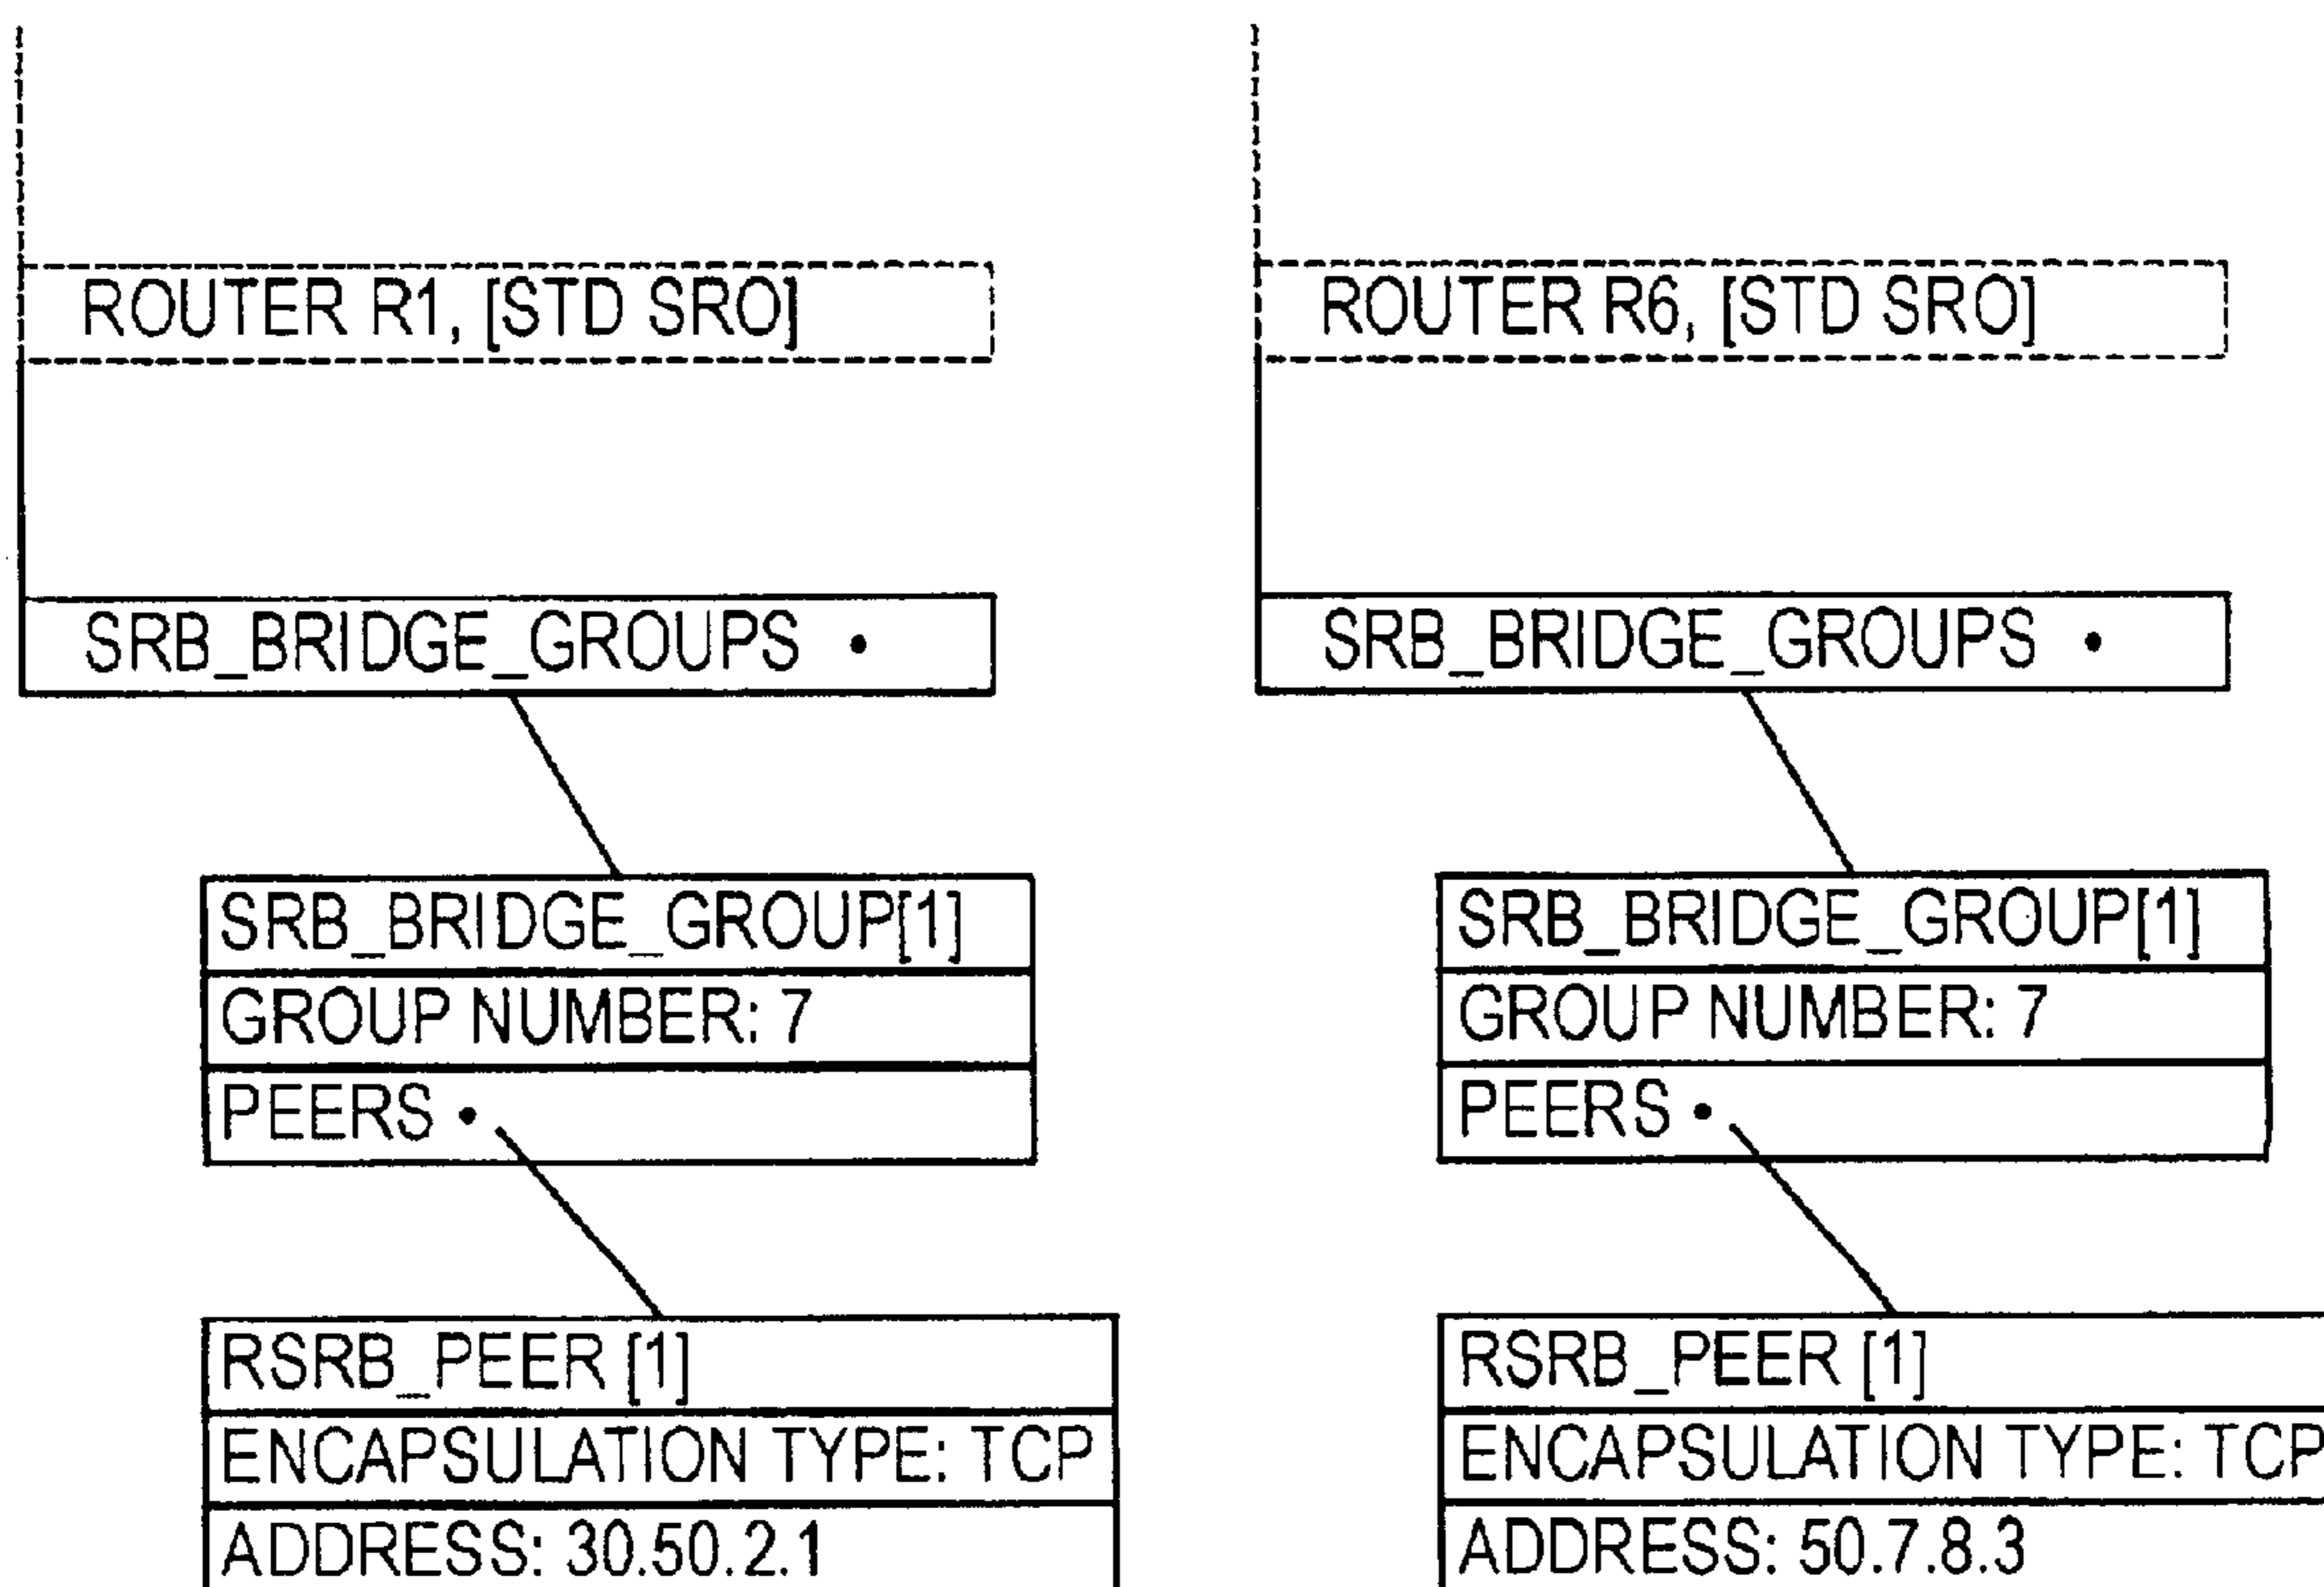 ROUTER R1, [STD SRO]
SRB_BRIDGE_GROUPS •
SRB_BRIDGE_GROUP[1]
GROUP NUMBER: 7
PEERS •
RSRB_PEER [1]
ENCAPSULATION TYPE: TCP
ADDRESS: 30.50.2.1
ROUTER R6, [STD SRO]
SRB_BRIDGE_GROUPS •
SRB_BRIDGE_GROUP[1]
GROUP NUMBER: 7
PEERS •
RSRB_PEER [1]
ENCAPSULATION TYPE: TCP
ADDRESS: 50.7.8.3